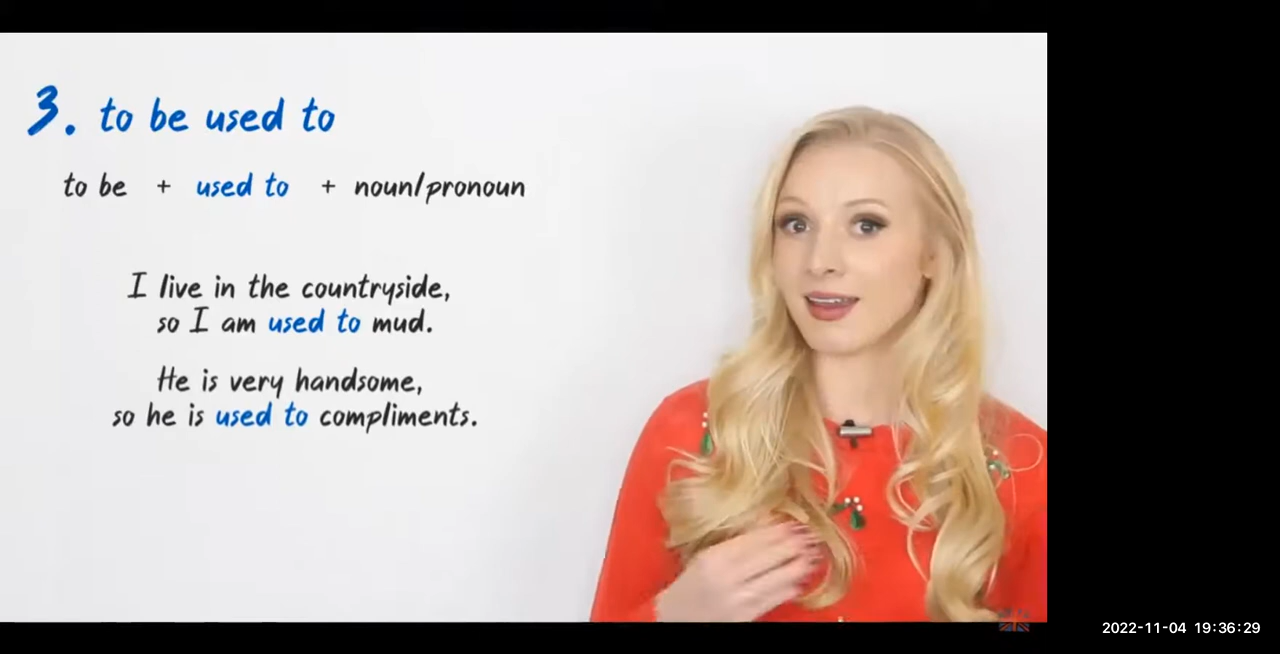 3. to be used to
to be + used to + noun/pronoun
I live in the countryside,
so I am used to mud.
He is very handsome,
so he is used to compliments.
2022-11-04 19:36:29